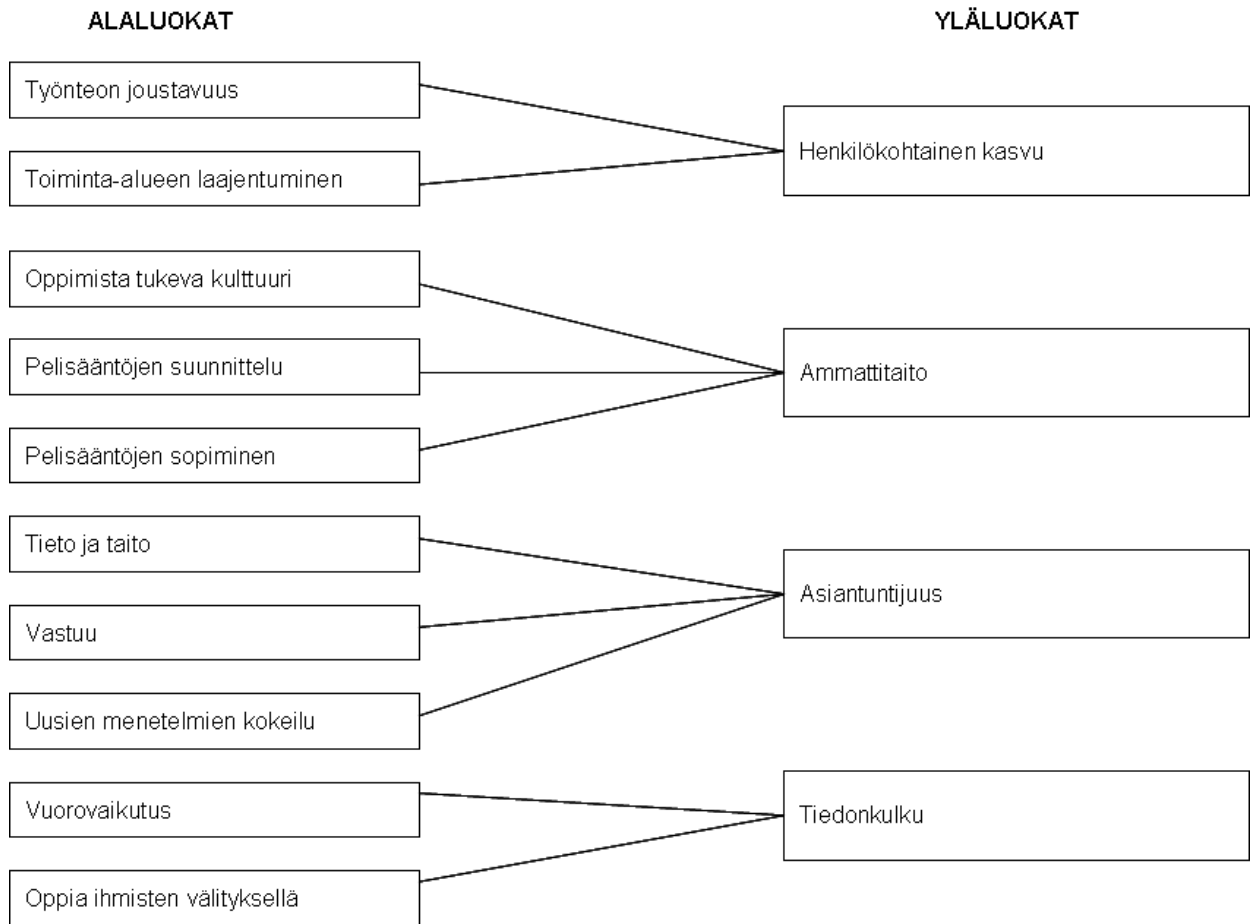 ALALUOKAT
YLÄLUOKAT
Työnteon joustavuus
Toiminta-alueen laajentuminen
Henkilökohtainen kasvu
Oppimista tukeva kulttuuri
Pelisääntöjen suunnittelu
Pelisääntöjen sopiminen
Ammattitaito
Tieto ja taito
Vastuu
Uusien menetelmien kokeilu
Asiantuntijuus
Vuorovaikutus
Oppia ihmisten välityksellä
Tiedonkulku